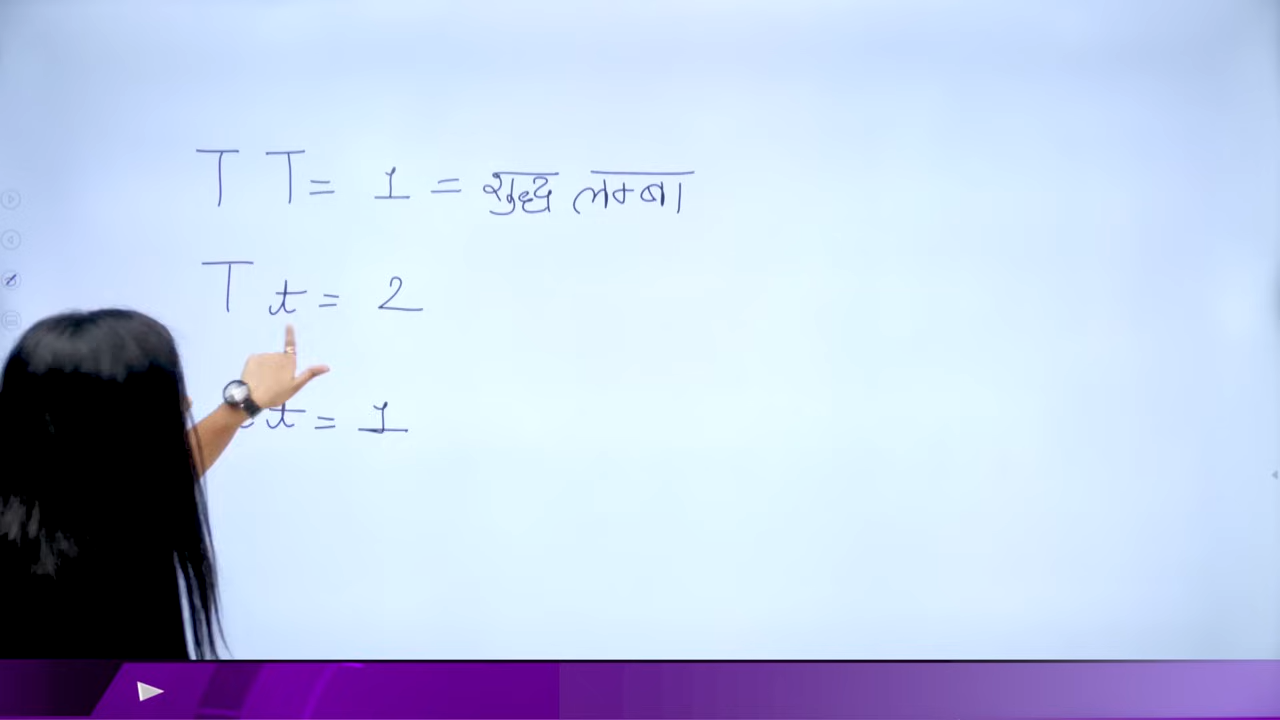 T T = 1 = शुद्ध लम्बा
T t = 2
t = 1